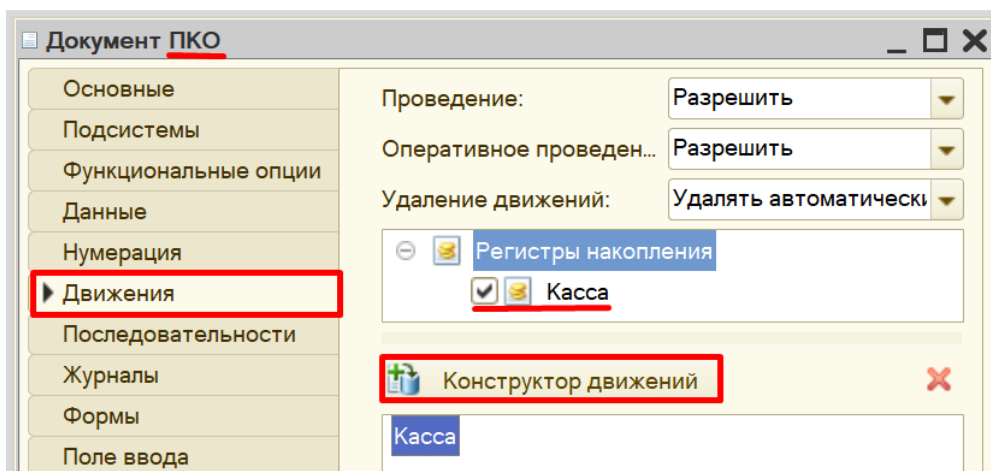 Документ ПКО
Основные
Подсистемы
Функциональные опции
Данные
Нумерация
Движения
Последовательности
Журналы
Формы
Поле ввода
Проведение: Разрешить
Оперативное проведен... Разрешить
Удаление движений: Удалять автоматически
Регистры накопления
Касса
Конструктор движений
Касса